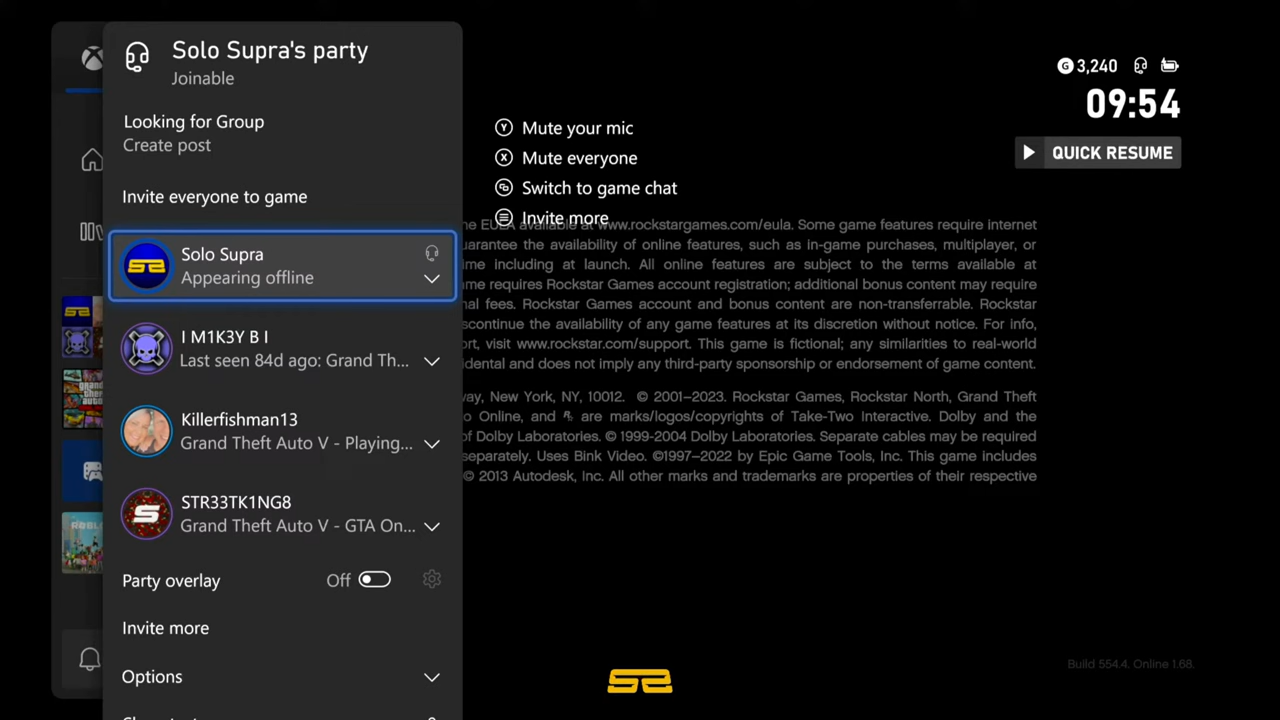 Solo Supra's party
Joinable
Looking for Group
Create post
Invite everyone to game
Solo Supra
Appearing offline
I M1K3Y B I
Last seen 84d ago: Grand Th...
Killerfishman13
Grand Theft Auto V - Playing...
STR33TK1NG8
Grand Theft Auto V - GTA On...
Party overlay
Off
Invite more
Options
Y Mute your mic
X Mute everyone
Switch to game chat
Invite more
G 3,240
09:54
QUICK RESUME
EULA available at www.rockstargames.com/eula. Some game features require internet
guarantee the availability of online features, such as in-game purchases, multiplayer, or
including at launch. All online features are subject to the terms available at
game requires Rockstar Games account registration; additional bonus content may require
fees. Rockstar Games account and bonus content are non-transferrable. Rockstar
discontinue the availability of any game features at its discretion without notice. For info,
visit www.rockstar.com/support. This game is fictional; any similarities to real-world
and does not imply any third-party sponsorship or endorsement of game content.
New York, NY, 10012. © 2001–2023. Rockstar Games, Rockstar North, Grand Theft
Online, and R* are marks/logos/copyrights of Take-Two Interactive. Dolby and the
of Dolby Laboratories. © 1999-2004 Dolby Laboratories. Separate cables may be required
separately. Uses Bink Video. ©1997–2022 by Epic Game Tools, Inc. This game includes
© 2013 Autodesk, Inc. All other marks and trademarks are properties of their respective
Build 554.4. Online 1.68.
SS